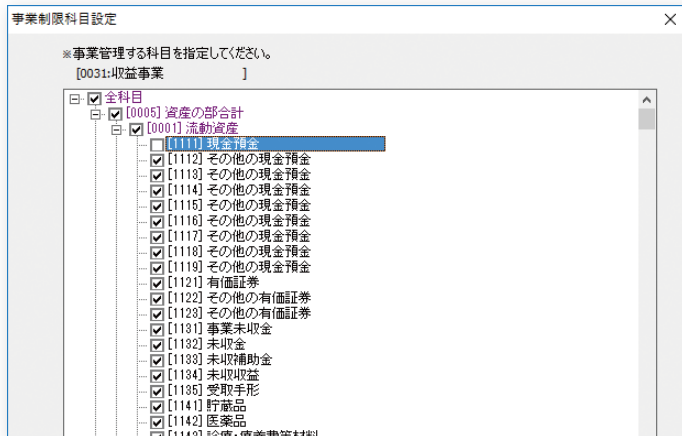 事業制限科目設定
※事業管理する科目を指定してください。
[0031:収益事業 ]
全科目
[0005] 資産の部合計
[0001] 流動資産
[1111] 現金預金
[1112] その他の現金預金
[1113] その他の現金預金
[1114] その他の現金預金
[1115] その他の現金預金
[1116] その他の現金預金
[1117] その他の現金預金
[1118] その他の現金預金
[1119] その他の現金預金
[1121] 有価証券
[1122] その他の有価証券
[1123] その他の有価証券
[1131] 事業未収金
[1132] 未収金
[1133] 未収補助金
[1134] 未収収益
[1135] 受取手形
[1141] 貯蔵品
[1142] 医薬品
[1143] 診療・療養費等材料